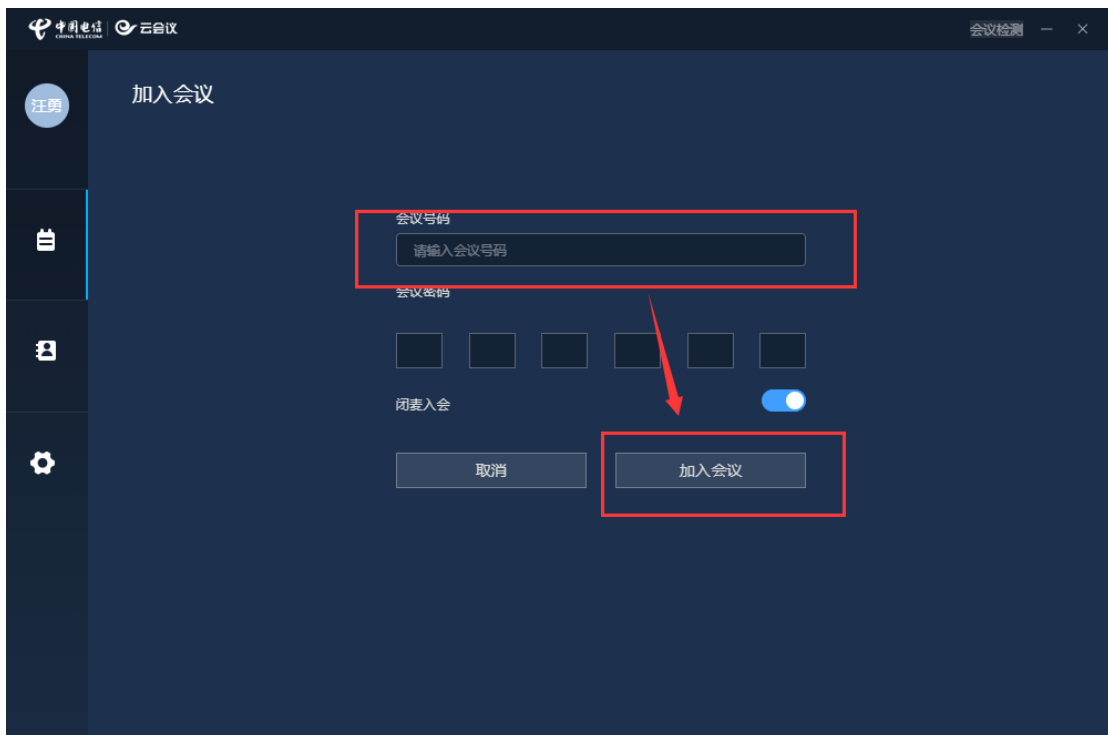 中国电信 CHINA TELECOM 云会议 会议检测
汪勇
加入会议
会议号码
请输入会议号码
会议密码
闭麦入会
取消 加入会议